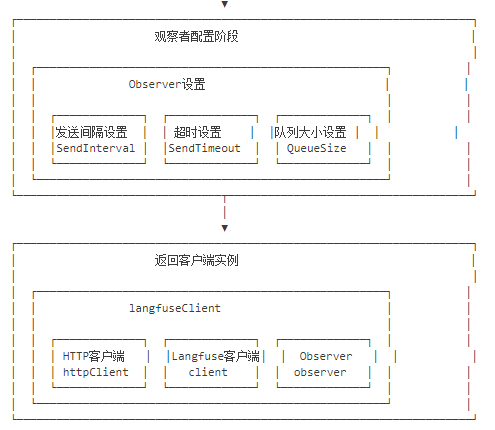 观察者配置阶段
Observer设置
发送间隔设置 超时设置 队列大小设置
SendInterval SendTimeout QueueSize
返回客户端实例
langfuseClient
HTTP客户端 Langfuse客户端 Observer
httpClient client observer